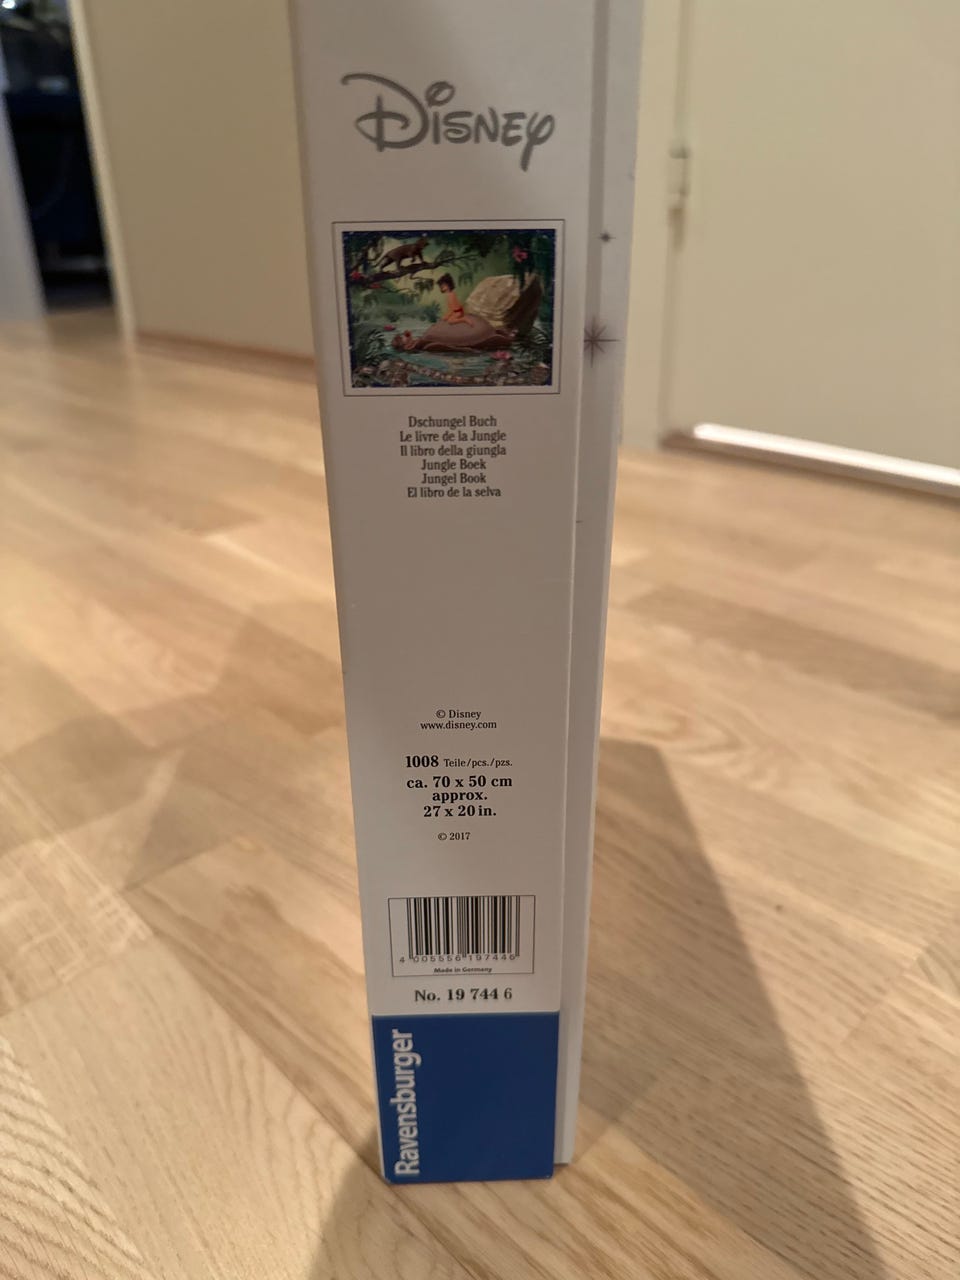 Disney
Dschungel Buch
Le livre de la Jungle
Il libro della giungla
Jungle Boek
Jungel Book
El libro de la selva
© Disney
www.disney.com
1008 Teile/pcs./pzs.
ca. 70 x 50 cm
approx.
27 x 20 in.
© 2017
4 005556 197446
Made in Germany
No. 19 744 6
Ravensburger